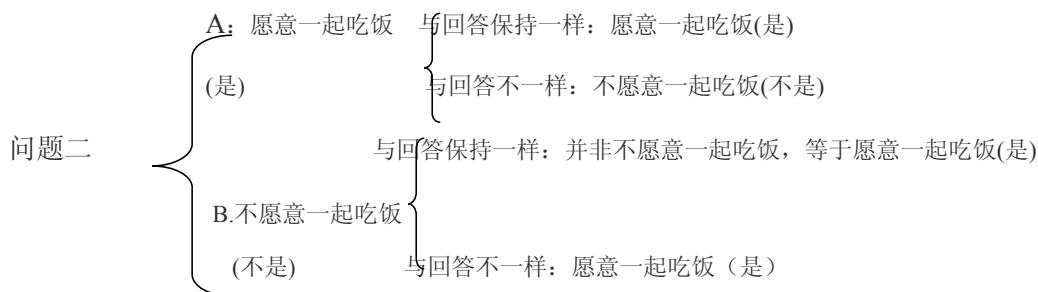 A：愿意一起吃饭 与回答保持一样：愿意一起吃饭(是)
(是) 与回答不一样：不愿意一起吃饭(不是)
问题二 与回答保持一样：并非不愿意一起吃饭，等于愿意一起吃饭(是)
B.不愿意一起吃饭
(不是) 与回答不一样：愿意一起吃饭（是）